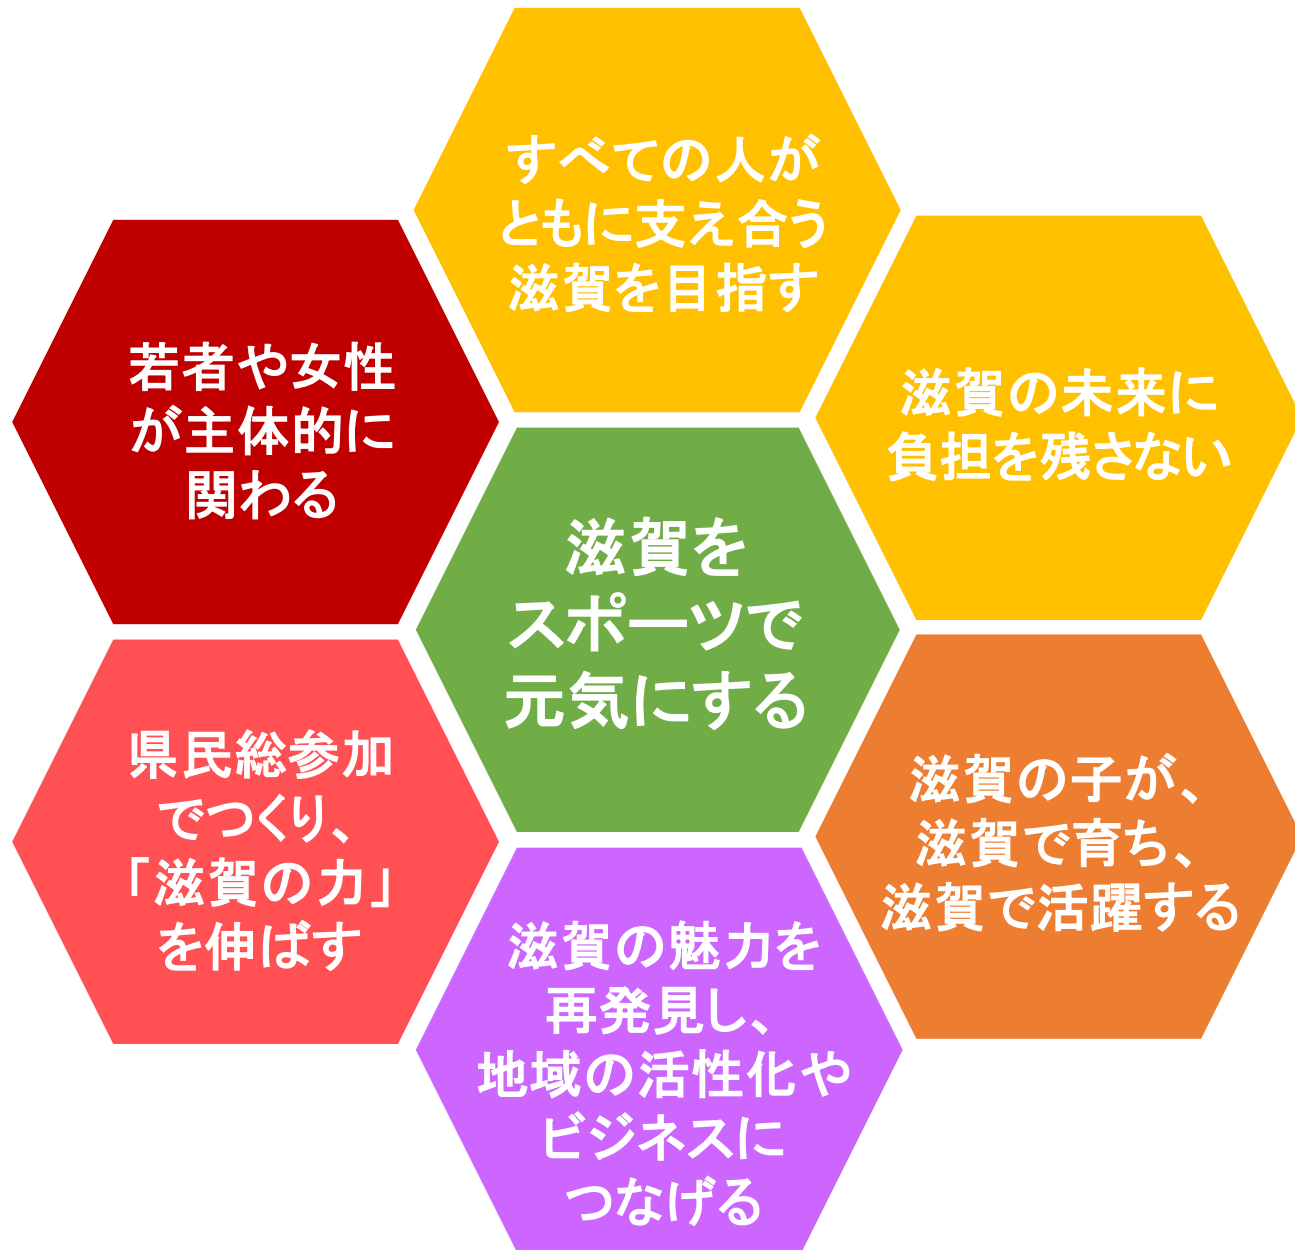 すべての人が
ともに支え合う
滋賀を目指す
若者や女性
が主体的に
関わる
滋賀の未来に
負担を残さない
滋賀を
スポーツで
元気にする
県民総参加
でつくり、
「滋賀の力」
を伸ばす
滋賀の子が、
滋賀で育ち、
滋賀で活躍する
滋賀の魅力を
再発見し、
地域の活性化や
ビジネスに
つなげる